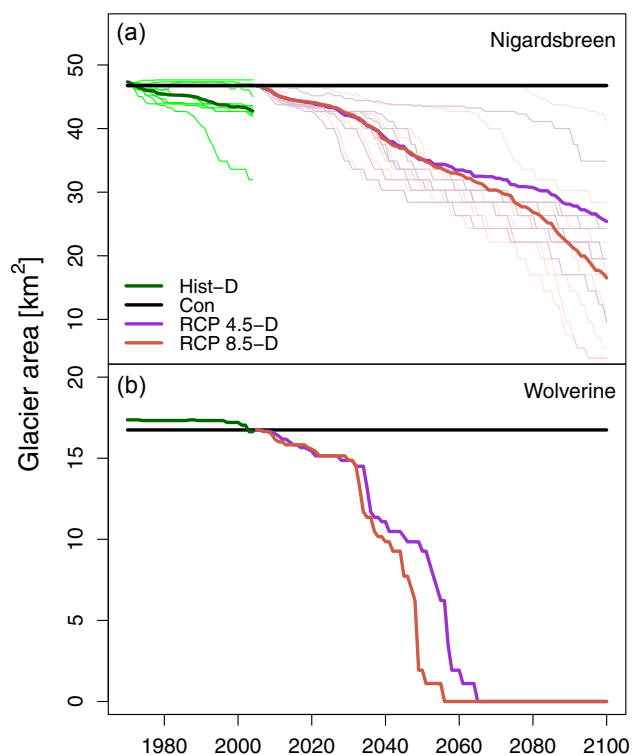 (a)
Nigardsbreen
50
40
30
20
10
Hist−D
Con
RCP 4.5−D
RCP 8.5−D
Glacier area [km²]
(b)
Wolverine
20
15
10
5
0
1980 2000 2020 2040 2060 2080 2100